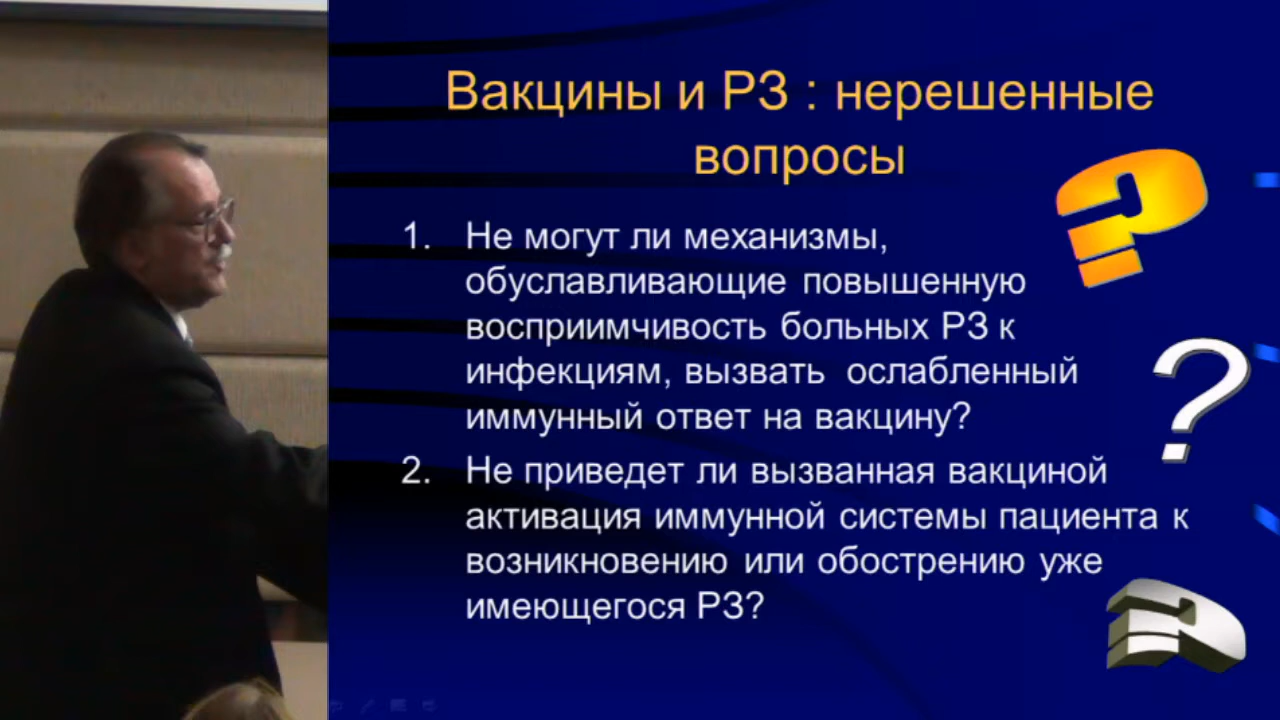 Вакцины и РЗ : нерешенные
вопросы
1. Не могут ли механизмы,
обуславливающие повышенную
восприимчивость больных РЗ к
инфекциям, вызвать ослабленный
иммунный ответ на вакцину?
2. Не приведет ли вызванная вакциной
активация иммунной системы пациента к
возникновению или обострению уже
имеющегося РЗ?